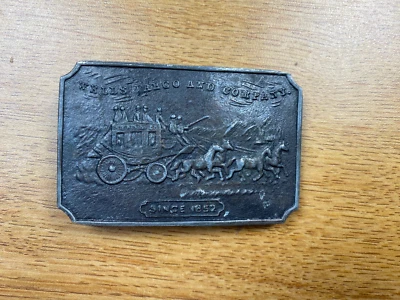 WELLS FARGO AND COMPANY.
SINCE 1852